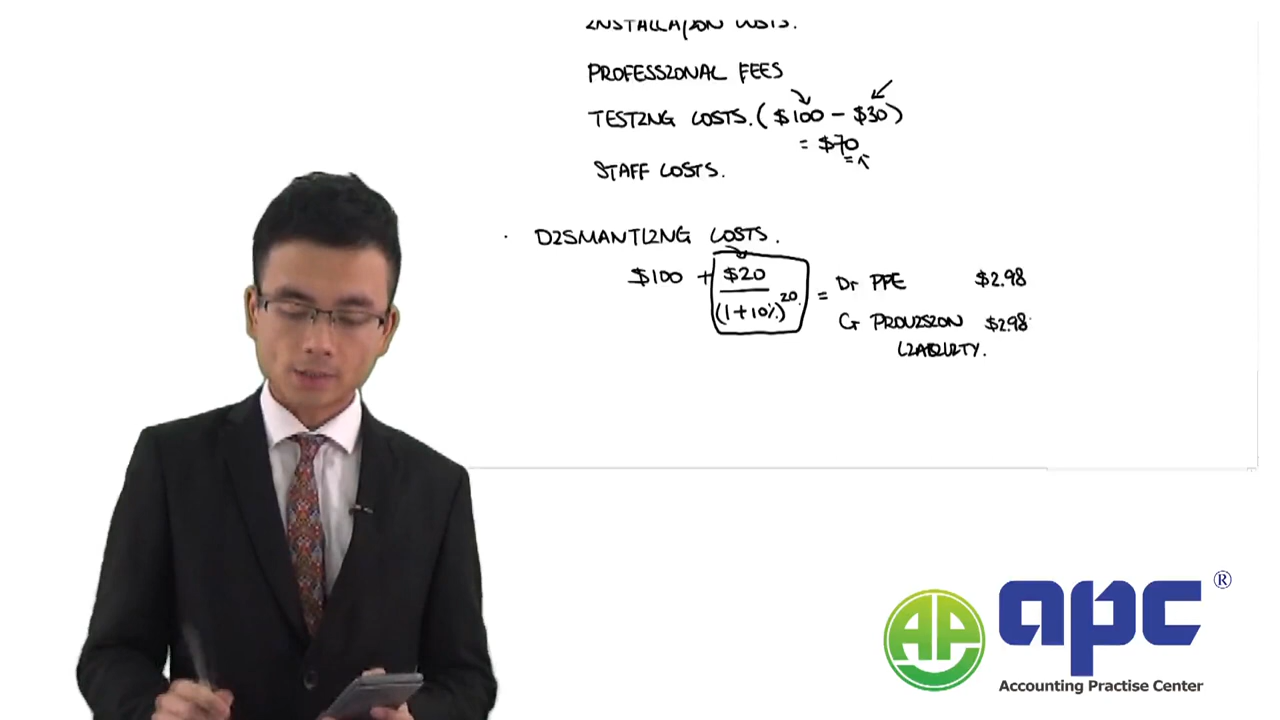 INSTALLATION COSTS.
PROFESSIONAL FEES
TESTING COSTS. ($100 - $30)
= $70
STAFF COSTS.
· DISMANTLING COSTS.
$100 + $20 / (1+10%)^20 = Dr PPE $2.98
Cr PROVISION $2.98
LIABILITY.
AP
apc®
Accounting Practise Center